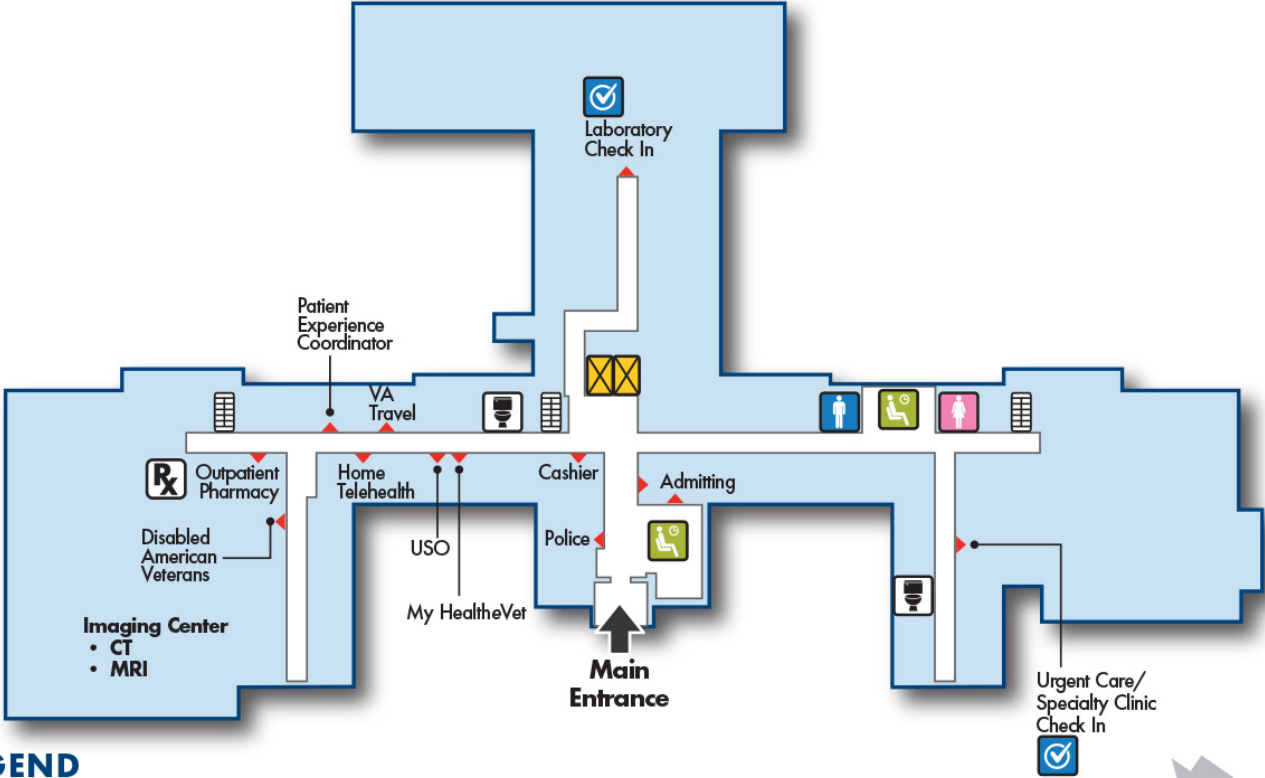 Laboratory
Check In
Patient
Experience
Coordinator
VA
Travel
Rx
Outpatient
Pharmacy
Home
Telehealth
Cashier
Admitting
Disabled
American
Veterans
USO
Police
My HealtheVet
Imaging Center
• CT
• MRI
Main
Entrance
Urgent Care/
Specialty Clinic
Check In
GEND